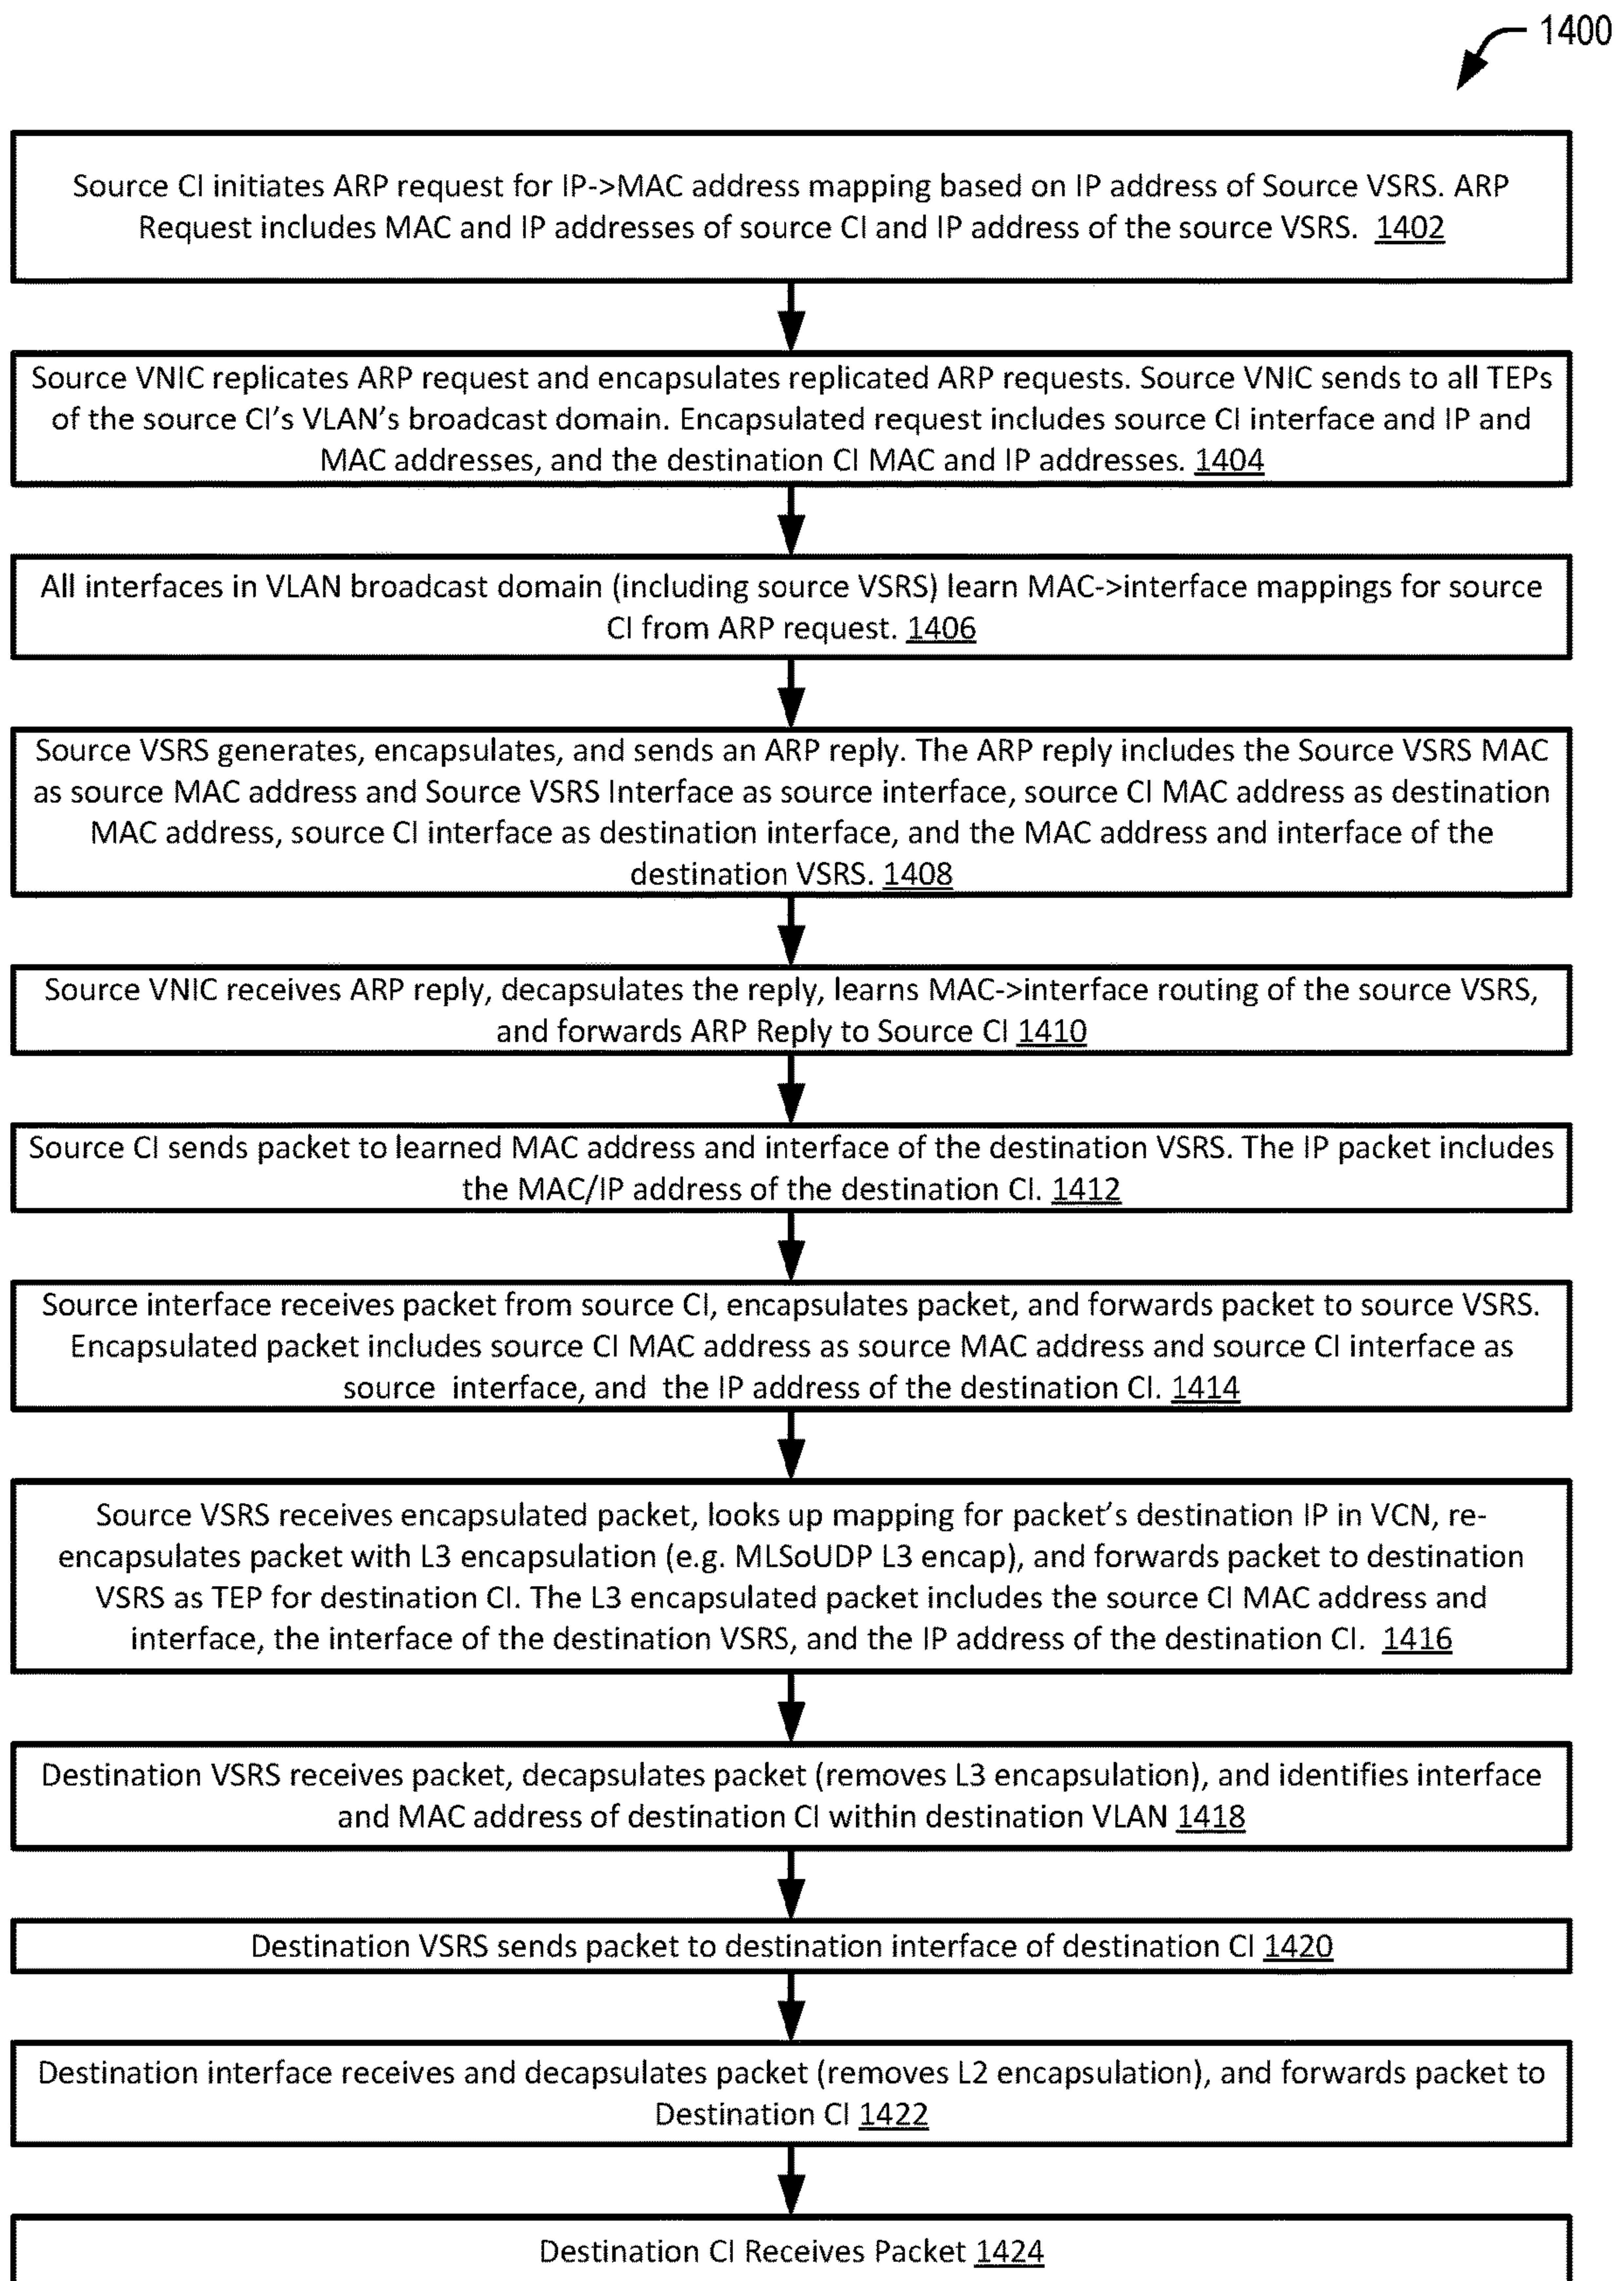 1400
Source CI initiates ARP request for IP->MAC address mapping based on IP address of Source VSRS. ARP
Request includes MAC and IP addresses of source CI and IP address of the source VSRS. 1402
Source VNIC replicates ARP request and encapsulates replicated ARP requests. Source VNIC sends to all TEPs
of the source CI's VLAN's broadcast domain. Encapsulated request includes source CI interface and IP and
MAC addresses, and the destination CI MAC and IP addresses. 1404
All interfaces in VLAN broadcast domain (including source VSRS) learn MAC->interface mappings for source
CI from ARP request. 1406
Source VSRS generates, encapsulates, and sends an ARP reply. The ARP reply includes the Source VSRS MAC
as source MAC address and Source VSRS Interface as source interface, source CI MAC address as destination
MAC address, source CI interface as destination interface, and the MAC address and interface of the
destination VSRS. 1408
Source VNIC receives ARP reply, decapsulates the reply, learns MAC->interface routing of the source VSRS,
and forwards ARP Reply to Source CI 1410
Source CI sends packet to learned MAC address and interface of the destination VSRS. The IP packet includes
the MAC/IP address of the destination CI. 1412
Source interface receives packet from source CI, encapsulates packet, and forwards packet to source VSRS.
Encapsulated packet includes source CI MAC address as source MAC address and source CI interface as
source interface, and the IP address of the destination CI. 1414
Source VSRS receives encapsulated packet, looks up mapping for packet's destination IP in VCN, re-
encapsulates packet with L3 encapsulation (e.g. MLSoUDP L3 encap), and forwards packet to destination
VSRS as TEP for destination CI. The L3 encapsulated packet includes the source CI MAC address and
interface, the interface of the destination VSRS, and the IP address of the destination CI. 1416
Destination VSRS receives packet, decapsulates packet (removes L3 encapsulation), and identifies interface
and MAC address of destination CI within destination VLAN 1418
Destination VSRS sends packet to destination interface of destination CI 1420
Destination interface receives and decapsulates packet (removes L2 encapsulation), and forwards packet to
Destination CI 1422
Destination CI Receives Packet 1424